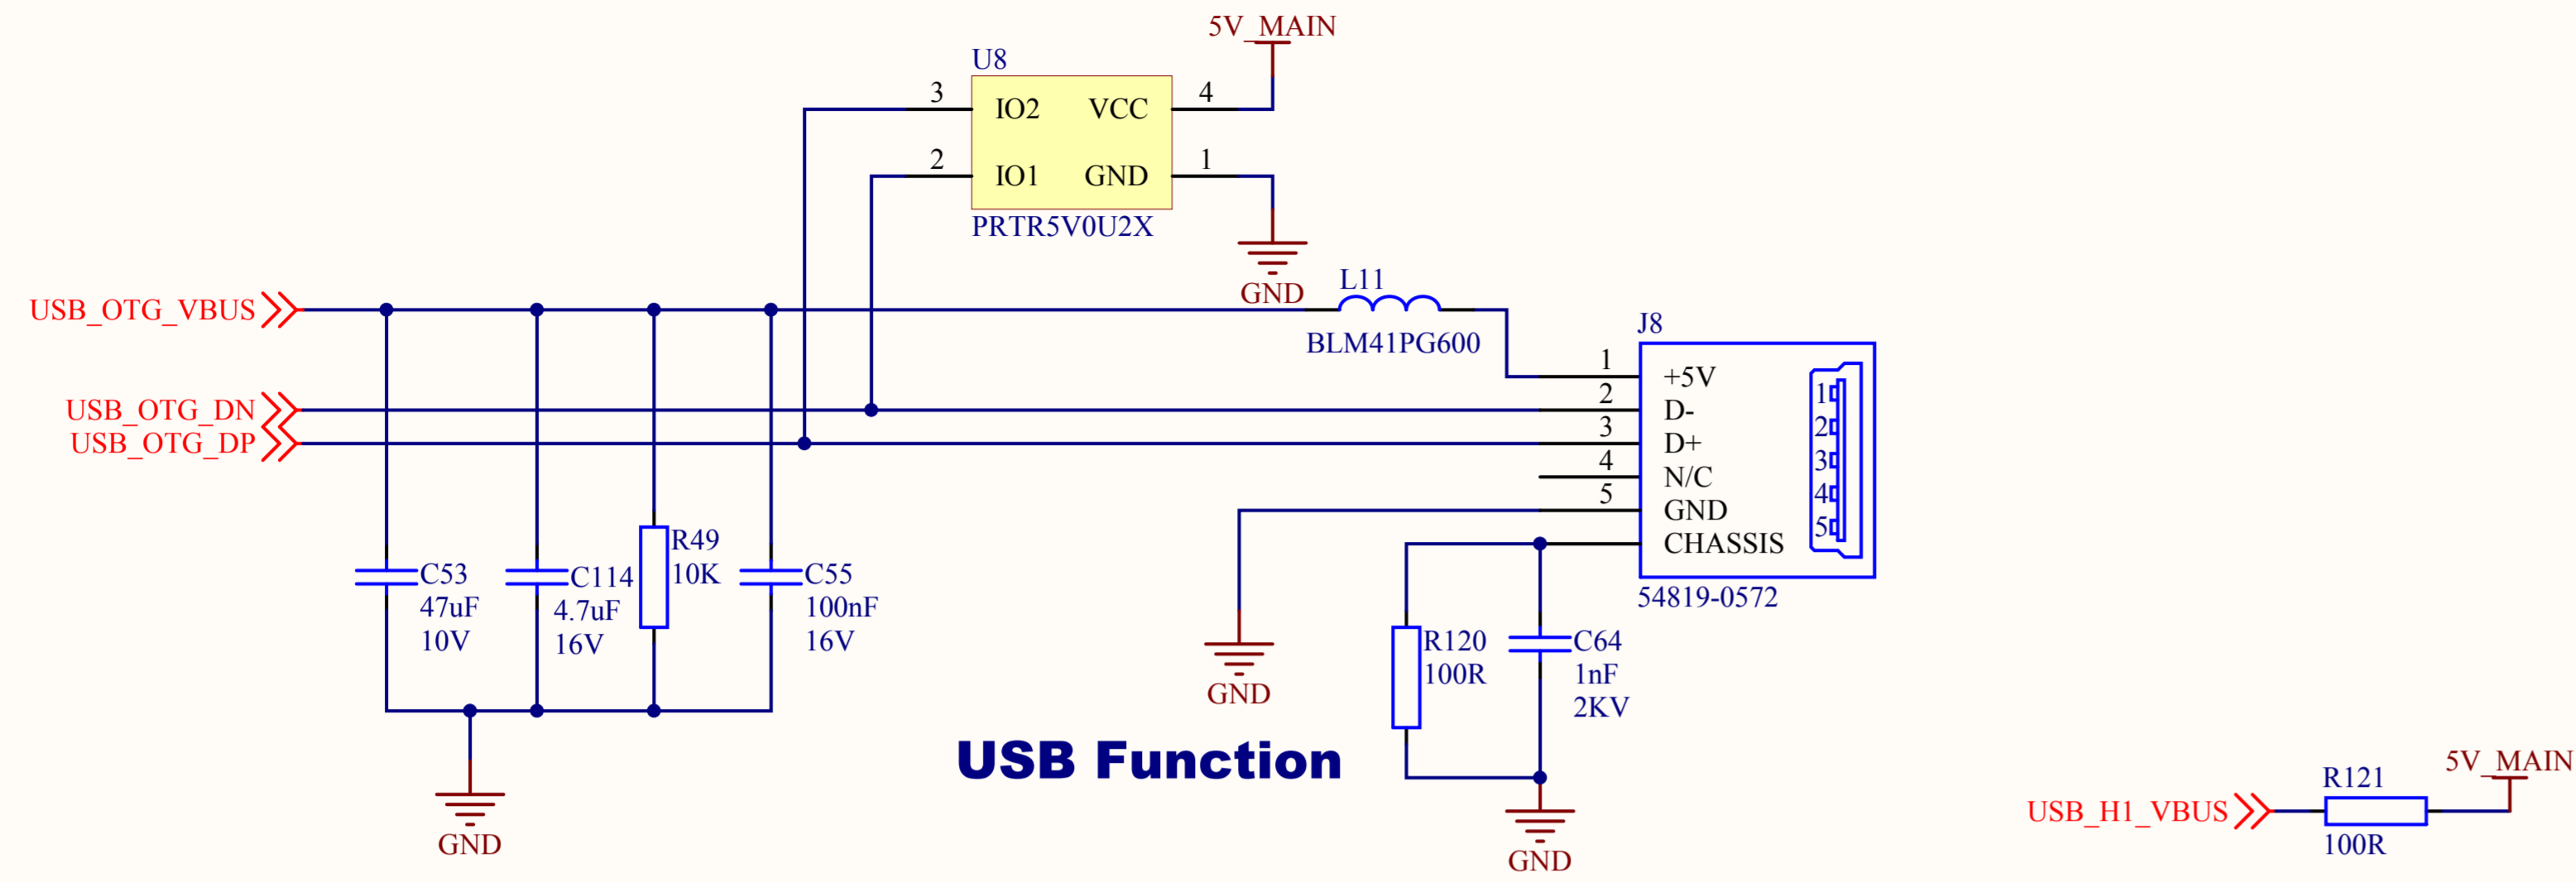 5V_MAIN
U8
3 IO2 VCC 4
2 IO1 GND 1
PRTR5V0U2X
GND
L11
BLM41PG600
USB_OTG_VBUS
USB_OTG_DN
USB_OTG_DP
J8
1 +5V
2 D-
3 D+
4 N/C
5 GND
CHASSIS
1
2
3
4
5
54819-0572
C53
47uF
10V
C114
4.7uF
16V
R49
10K
C55
100nF
16V
GND
GND
R120
100R
C64
1nF
2KV
GND
USB Function
USB_H1_VBUS
R121
100R
5V_MAIN